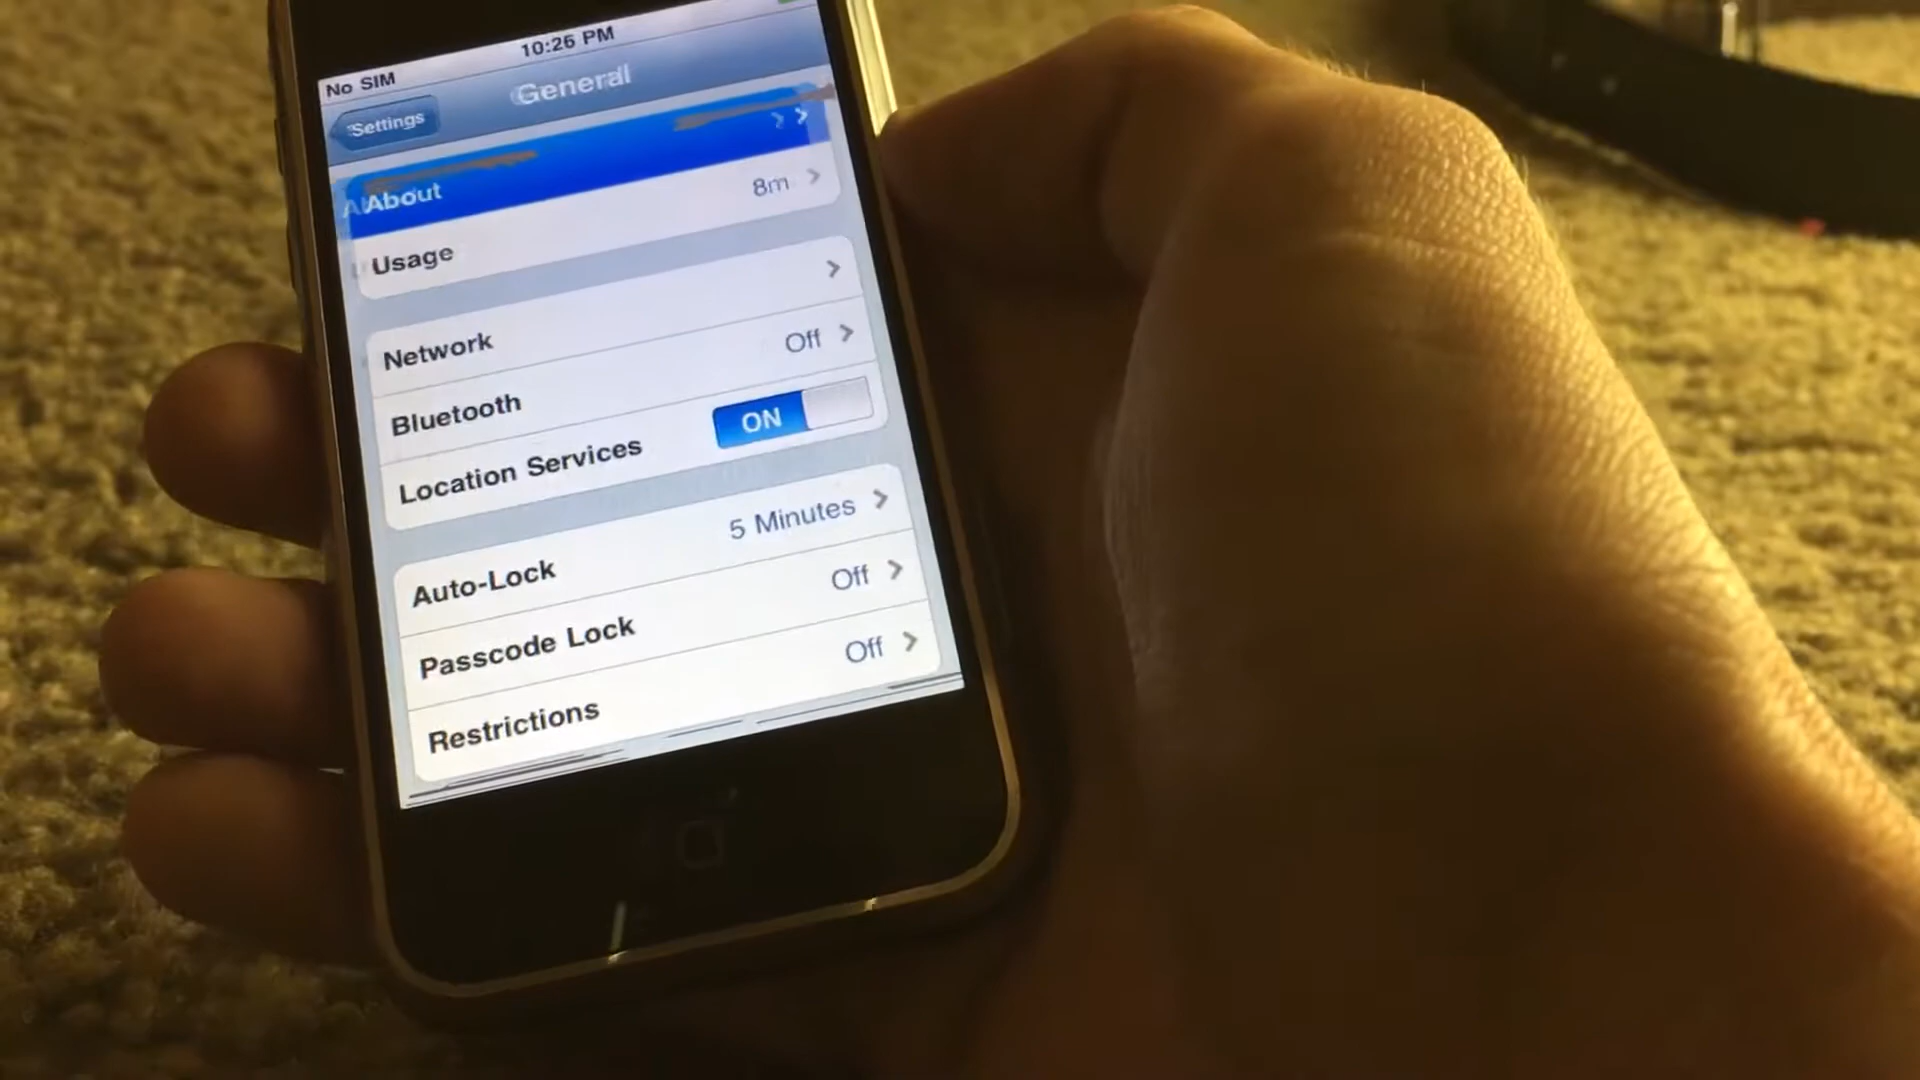 No SIM 10:26 PM
Settings General
About
Usage 8m
Network
Bluetooth Off
Location Services ON
Auto-Lock 5 Minutes
Passcode Lock Off
Restrictions Off